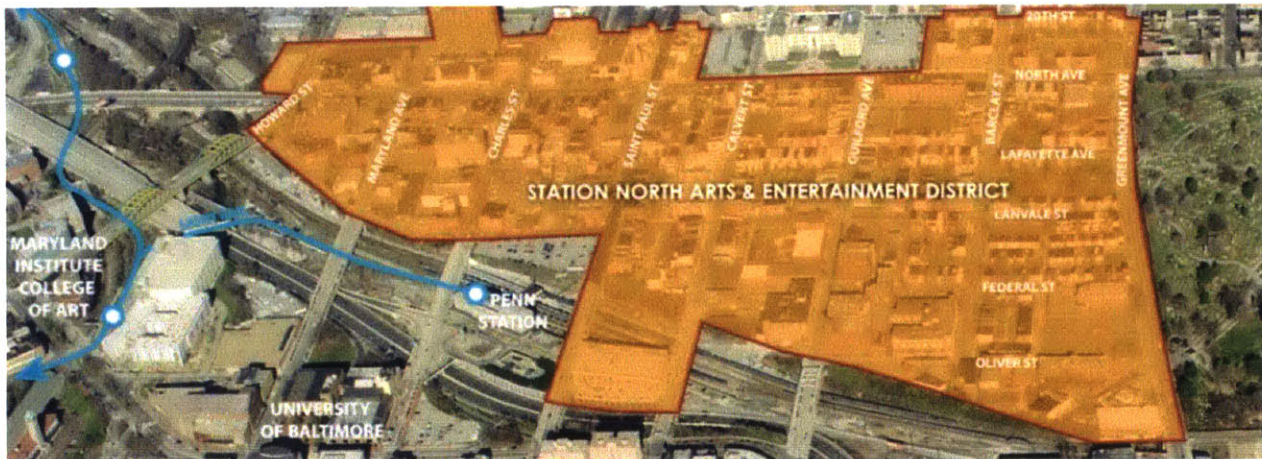 20TH ST
NORTH AVE
HOWARD ST
MARYLAND AVE
CHARLES ST
SAINT PAUL ST
CALVERT ST
GUILFORD AVE
BARCLAY ST
GREENMOUNT AVE
LAFAYETTE AVE
STATION NORTH ARTS & ENTERTAINMENT DISTRICT
LANVALE ST
MARYLAND
INSTITUTE
COLLEGE
OF ART
PENN
STATION
FEDERAL ST
OLIVER ST
UNIVERSITY
OF BALTIMORE